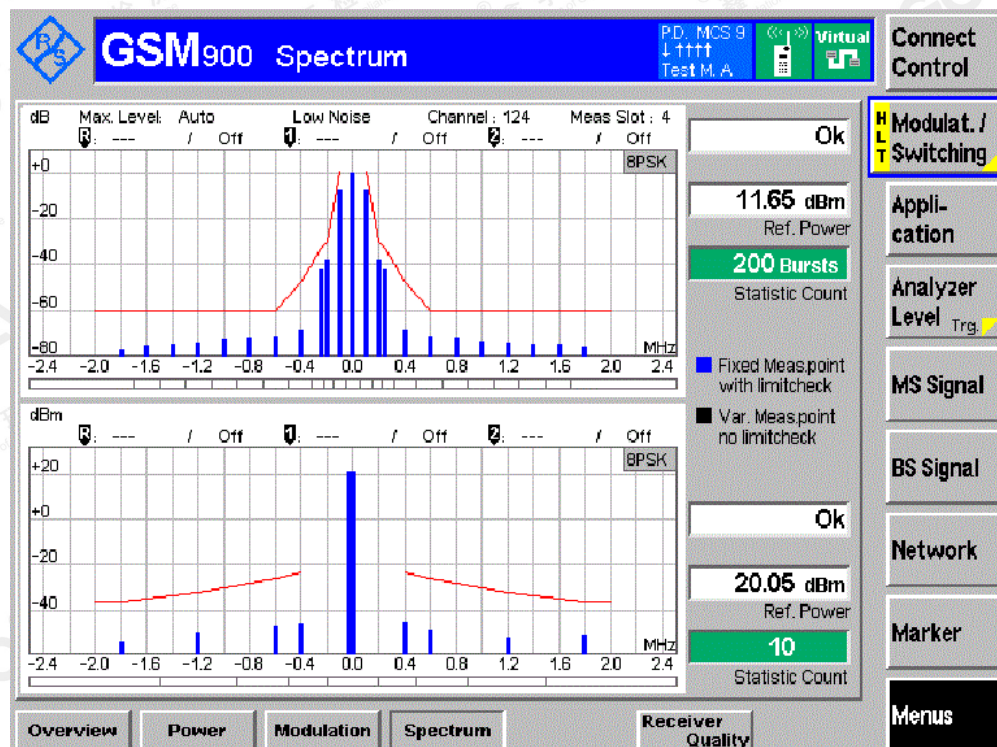 R/S
GSM900 Spectrum
P.D. MCS 9
↓ ↑↑↑↑
Test M. A
Virtual
Connect
Control
dB Max. Level: Auto Low Noise Channel : 124 Meas Slot : 4
R: --- / Off 1: --- / Off 2: --- / Off
8PSK
+0
-20
-40
-60
-80
MHz
-2.4 -2.0 -1.6 -1.2 -0.8 -0.4 0.0 0.4 0.8 1.2 1.6 2.0 2.4
Ok
11.65 dBm
Ref. Power
200 Bursts
Statistic Count
Fixed Meas.point
with limitcheck
Var. Meas.point
no limitcheck
dBm
R: --- / Off 1: --- / Off 2: --- / Off
8PSK
+20
+0
-20
-40
MHz
-2.4 -2.0 -1.6 -1.2 -0.8 -0.4 0.0 0.4 0.8 1.2 1.6 2.0 2.4
Ok
20.05 dBm
Ref. Power
10
Statistic Count
HLT
Modulat. /
Switching
Appli-
cation
Analyzer
Level Trg.
MS Signal
BS Signal
Network
Marker
Menus
Overview
Power
Modulation
Spectrum
Receiver
Quality